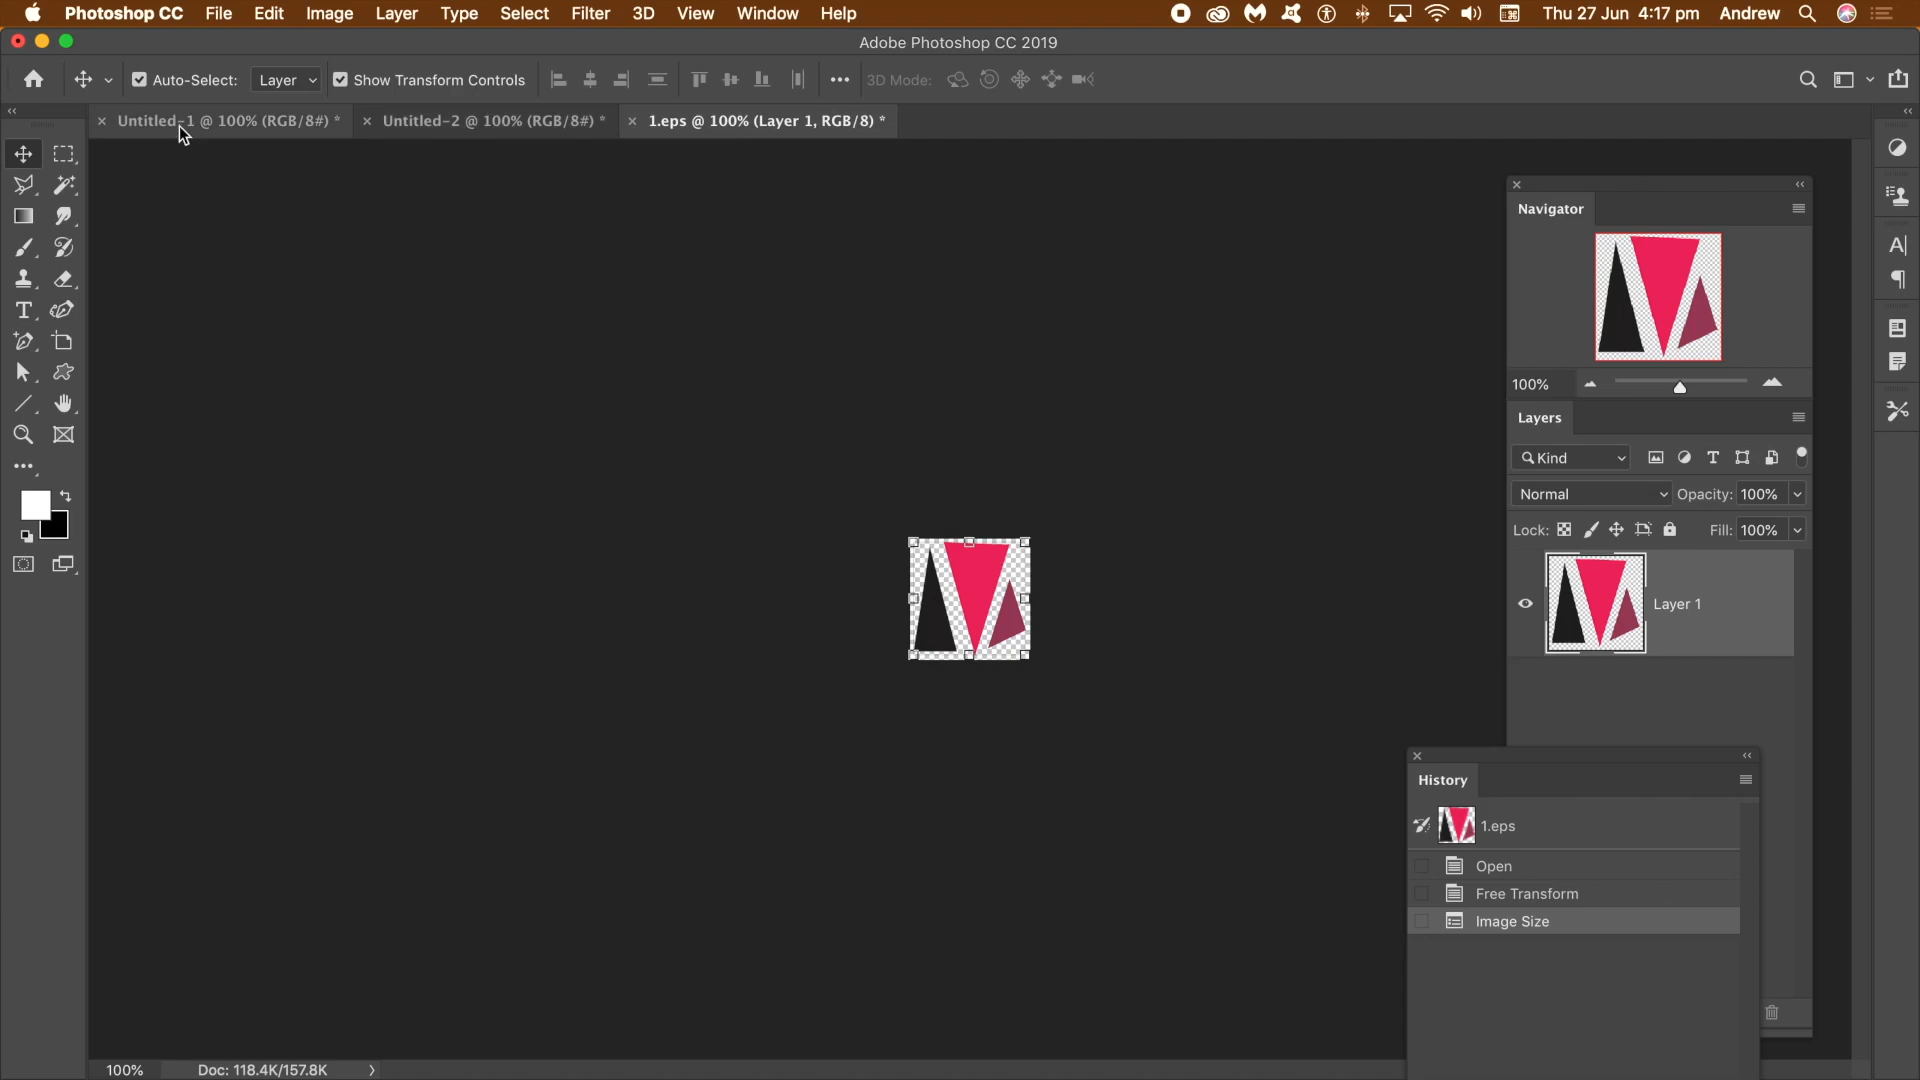 Photoshop CC File Edit Image Layer Type Select Filter 3D View Window Help Thu 27 Jun 4:17 pm Andrew
Adobe Photoshop CC 2019
Auto-Select: Layer Show Transform Controls 3D Mode:
Untitled-1 @ 100% (RGB/8#) * Untitled-2 @ 100% (RGB/8#) * 1.eps @ 100% (Layer 1, RGB/8) *
Navigator
100%
Layers
Kind
Normal Opacity: 100%
Lock: Fill: 100%
Layer 1
History
1.eps
Open
Free Transform
Image Size
100% Doc: 118.4K/157.8K